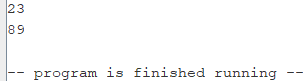 23
89
-- program is finished running --